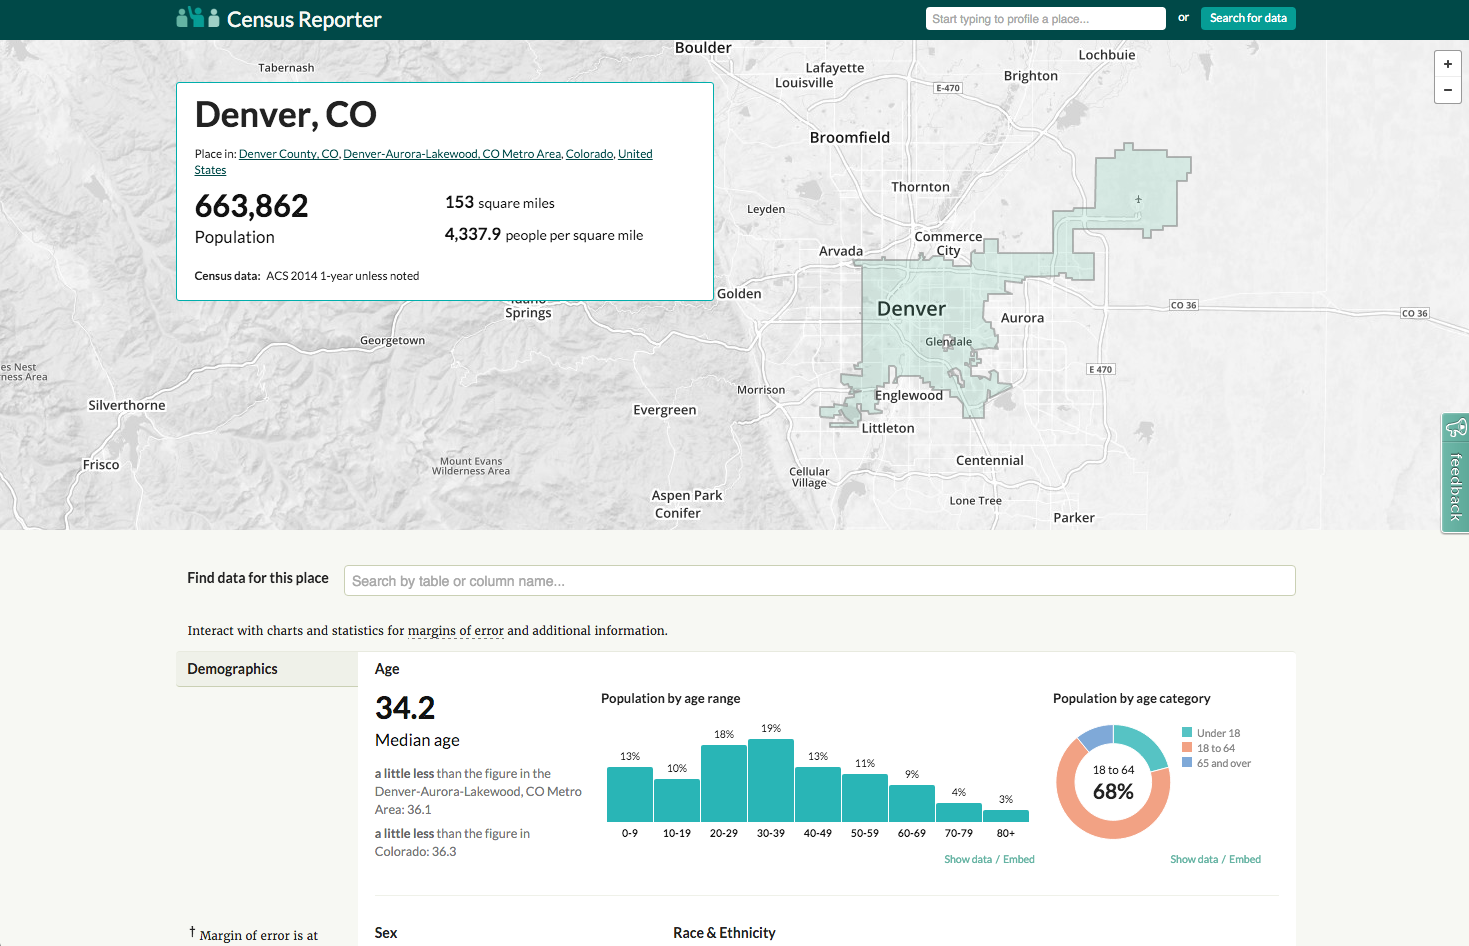 Census Reporter
Start typing to profile a place...
or
Search for data
Boulder
Lochbuie
Tabernash
Lafayette
Louisville
Brighton
+
−
E-470
Denver, CO
Broomfield
Place in: Denver County, CO, Denver-Aurora-Lakewood, CO Metro Area, Colorado, United
States
663,862
Population
153 square miles
4,337.9 people per square mile
Census data: ACS 2014 1-year unless noted
Thornton
Leyden
Commerce
City
Arvada
Golden
Idaho
Springs
Denver
Aurora
CO 36
CO 36
Georgetown
Glendale
es Nest
ness Area
E 470
Morrison
Englewood
Silverthorne
Evergreen
Littleton
feedback
Frisco
Mount Evans
Wilderness Area
Centennial
Cellular
Village
Aspen Park
Conifer
Lone Tree
Parker
Find data for this place
Search by table or column name...
Interact with charts and statistics for margins of error and additional information.
Demographics
Age
34.2
Median age
a little less than the figure in the
Denver-Aurora-Lakewood, CO Metro
Area: 36.1
a little less than the figure in
Colorado: 36.3
Population by age range
13%
10%
18%
19%
13%
11%
9%
4%
3%
0-9
10-19
20-29
30-39
40-49
50-59
60-69
70-79
80+
Show data / Embed
Population by age category
18 to 64
68%
Under 18
18 to 64
65 and over
Show data / Embed
† Margin of error is at
Sex
Race & Ethnicity